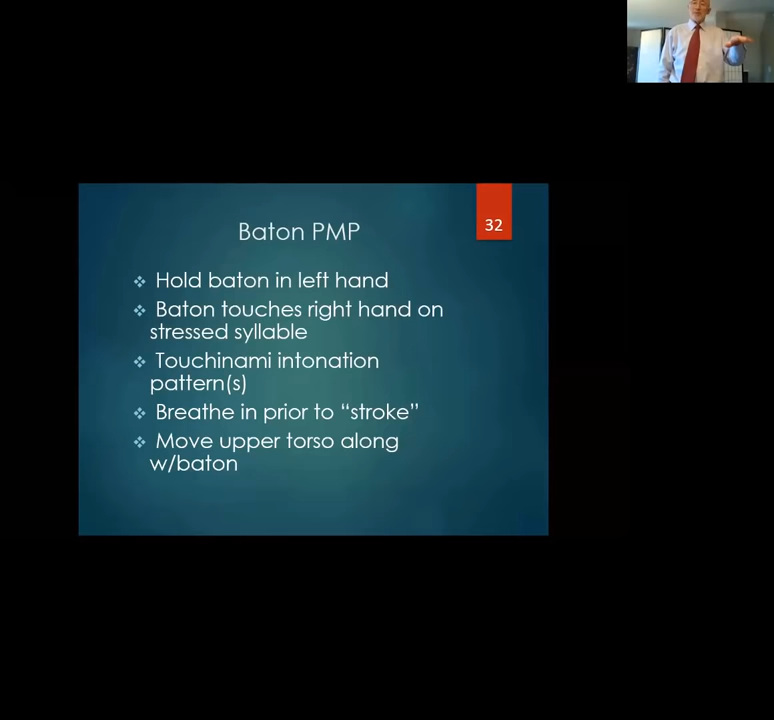 32
Baton PMP
Hold baton in left hand
Baton touches right hand on
stressed syllable
Touchinami intonation
pattern(s)
Breathe in prior to “stroke”
Move upper torso along
w/baton